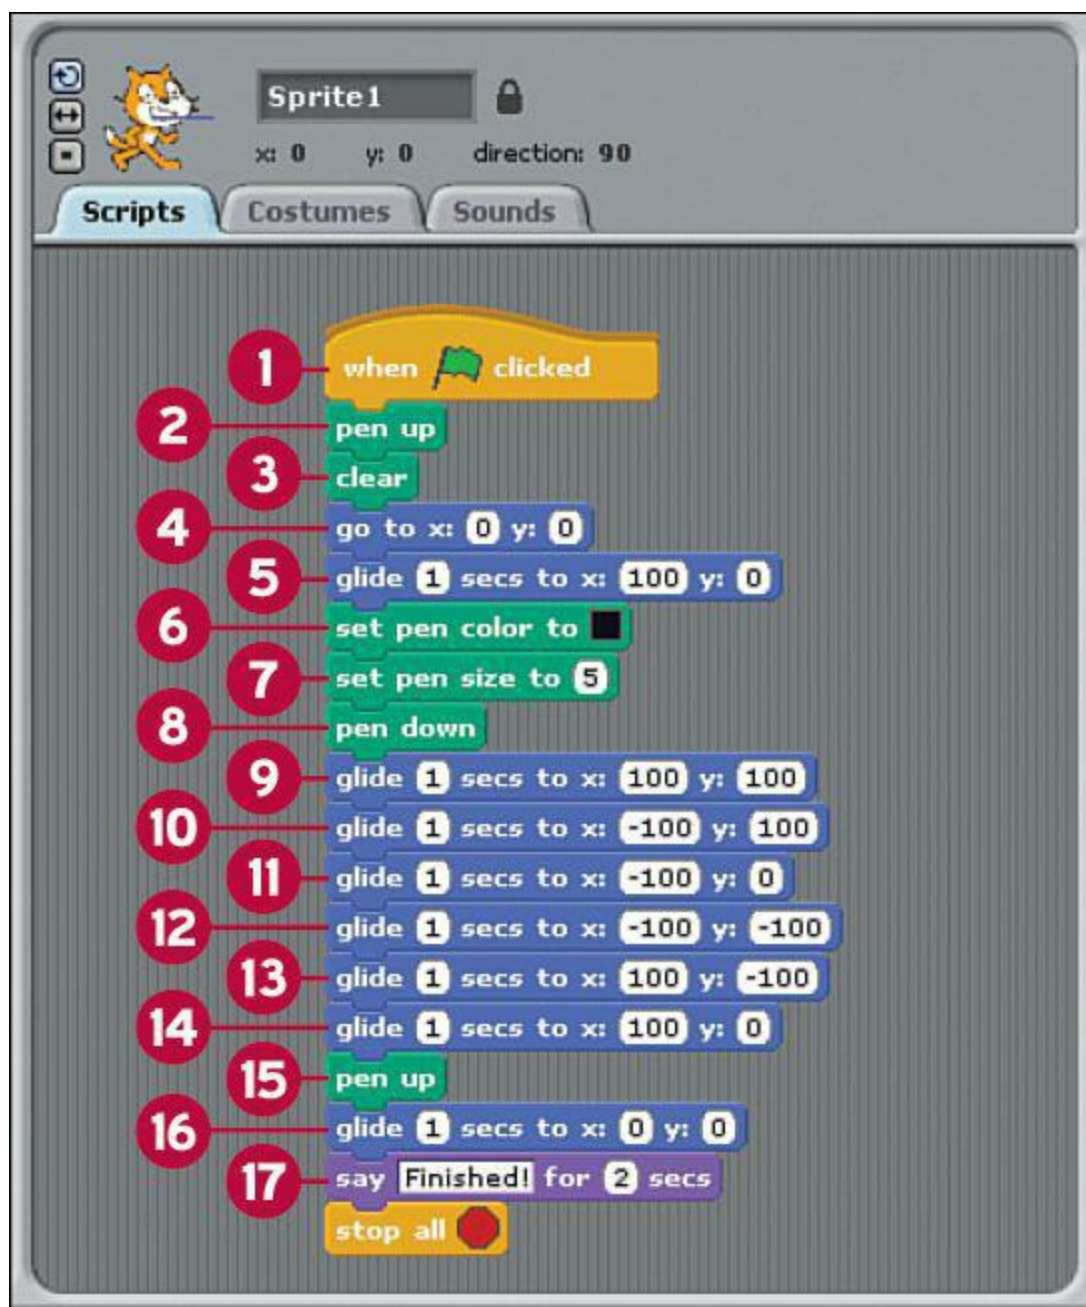 Sprite1
x: 0 y: 0 direction: 90
Scripts Costumes Sounds
1 when clicked
2 pen up
3 clear
4 go to x: 0 y: 0
5 glide 1 secs to x: 100 y: 0
6 set pen color to
7 set pen size to 5
8 pen down
9 glide 1 secs to x: 100 y: 100
10 glide 1 secs to x: -100 y: 100
11 glide 1 secs to x: -100 y: 0
12 glide 1 secs to x: -100 y: -100
13 glide 1 secs to x: 100 y: -100
14 glide 1 secs to x: 100 y: 0
15 pen up
16 glide 1 secs to x: 0 y: 0
17 say Finished! for 2 secs
stop all